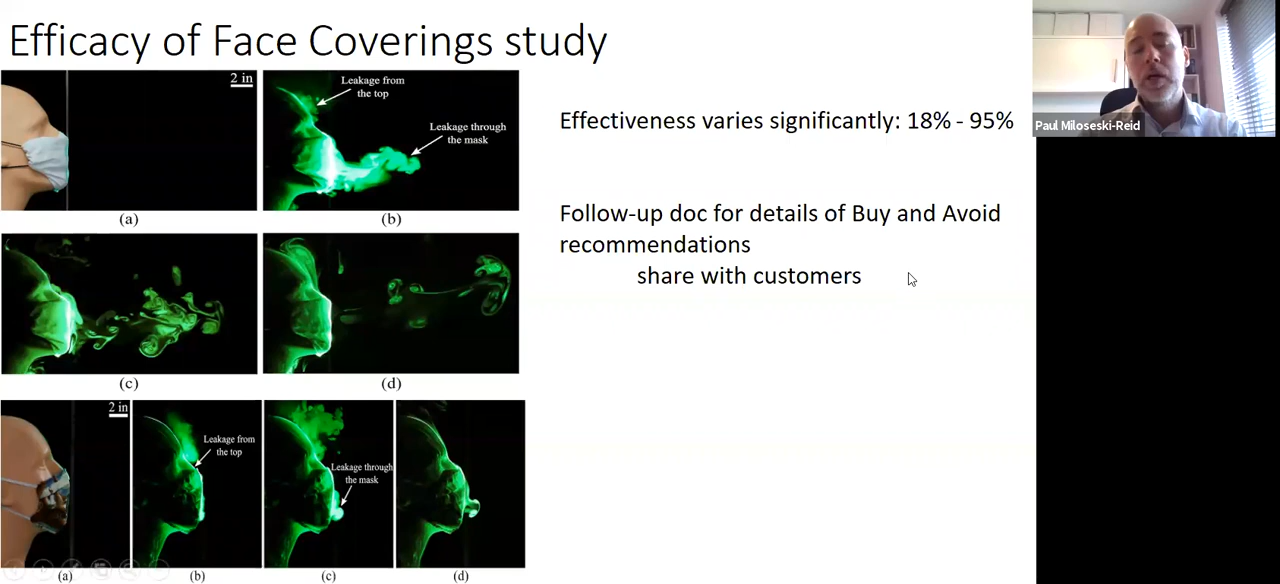 Efficacy of Face Coverings study
2 in
Leakage from
the top
Leakage through
the mask
(a)
(b)
(c)
(d)
2 in
Leakage from
the top
Leakage through
the mask
(a)
(b)
(c)
(d)
Effectiveness varies significantly: 18% - 95%
Follow-up doc for details of Buy and Avoid
recommendations
share with customers
Paul Miloseski-Reid